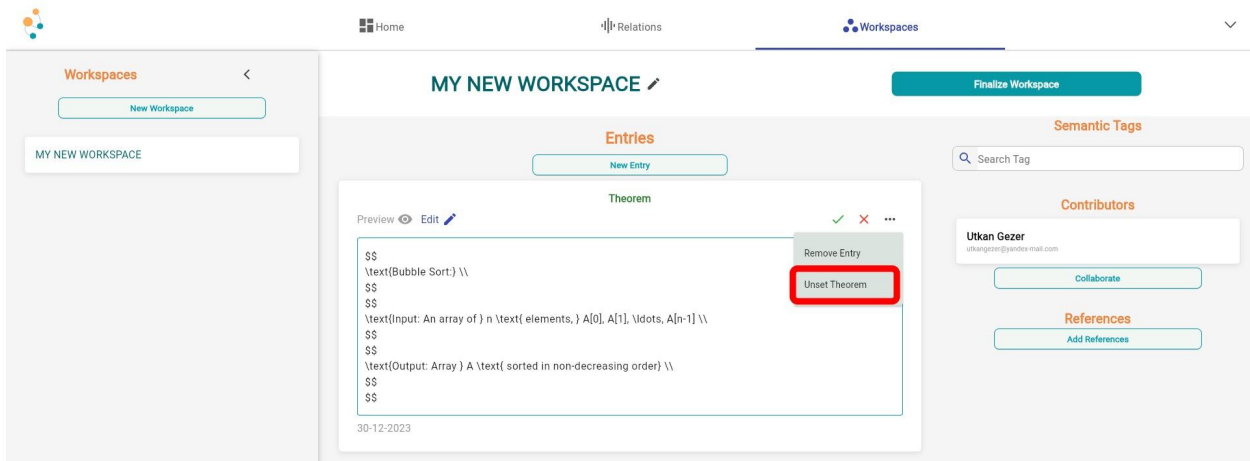 Home
Relations
Workspaces
Workspaces
New Workspace
MY NEW WORKSPACE
MY NEW WORKSPACE
Finalize Workspace
Entries
New Entry
Theorem
Preview
Edit
Remove Entry
Unset Theorem
$$
\text{Bubble Sort:} \\
$$
$$
\text{Input: An array of } n \text{ elements, } A[0], A[1], \ldots, A[n-1] \\
$$
$$
\text{Output: Array } A \text{ sorted in non-decreasing order} \\
$$
$$
30-12-2023
Semantic Tags
Search Tag
Contributors
Utkan Gezer
utkangezer@yandex-mail.com
Collaborate
References
Add References